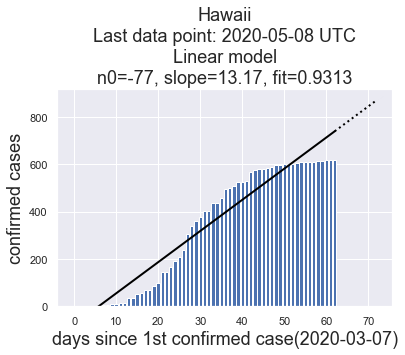 Hawaii
Last data point: 2020-05-08 UTC
Linear model
n0=-77, slope=13.17, fit=0.9313
800
600
400
200
0
confirmed cases
0 10 20 30 40 50 60 70
days since 1st confirmed case(2020-03-07)